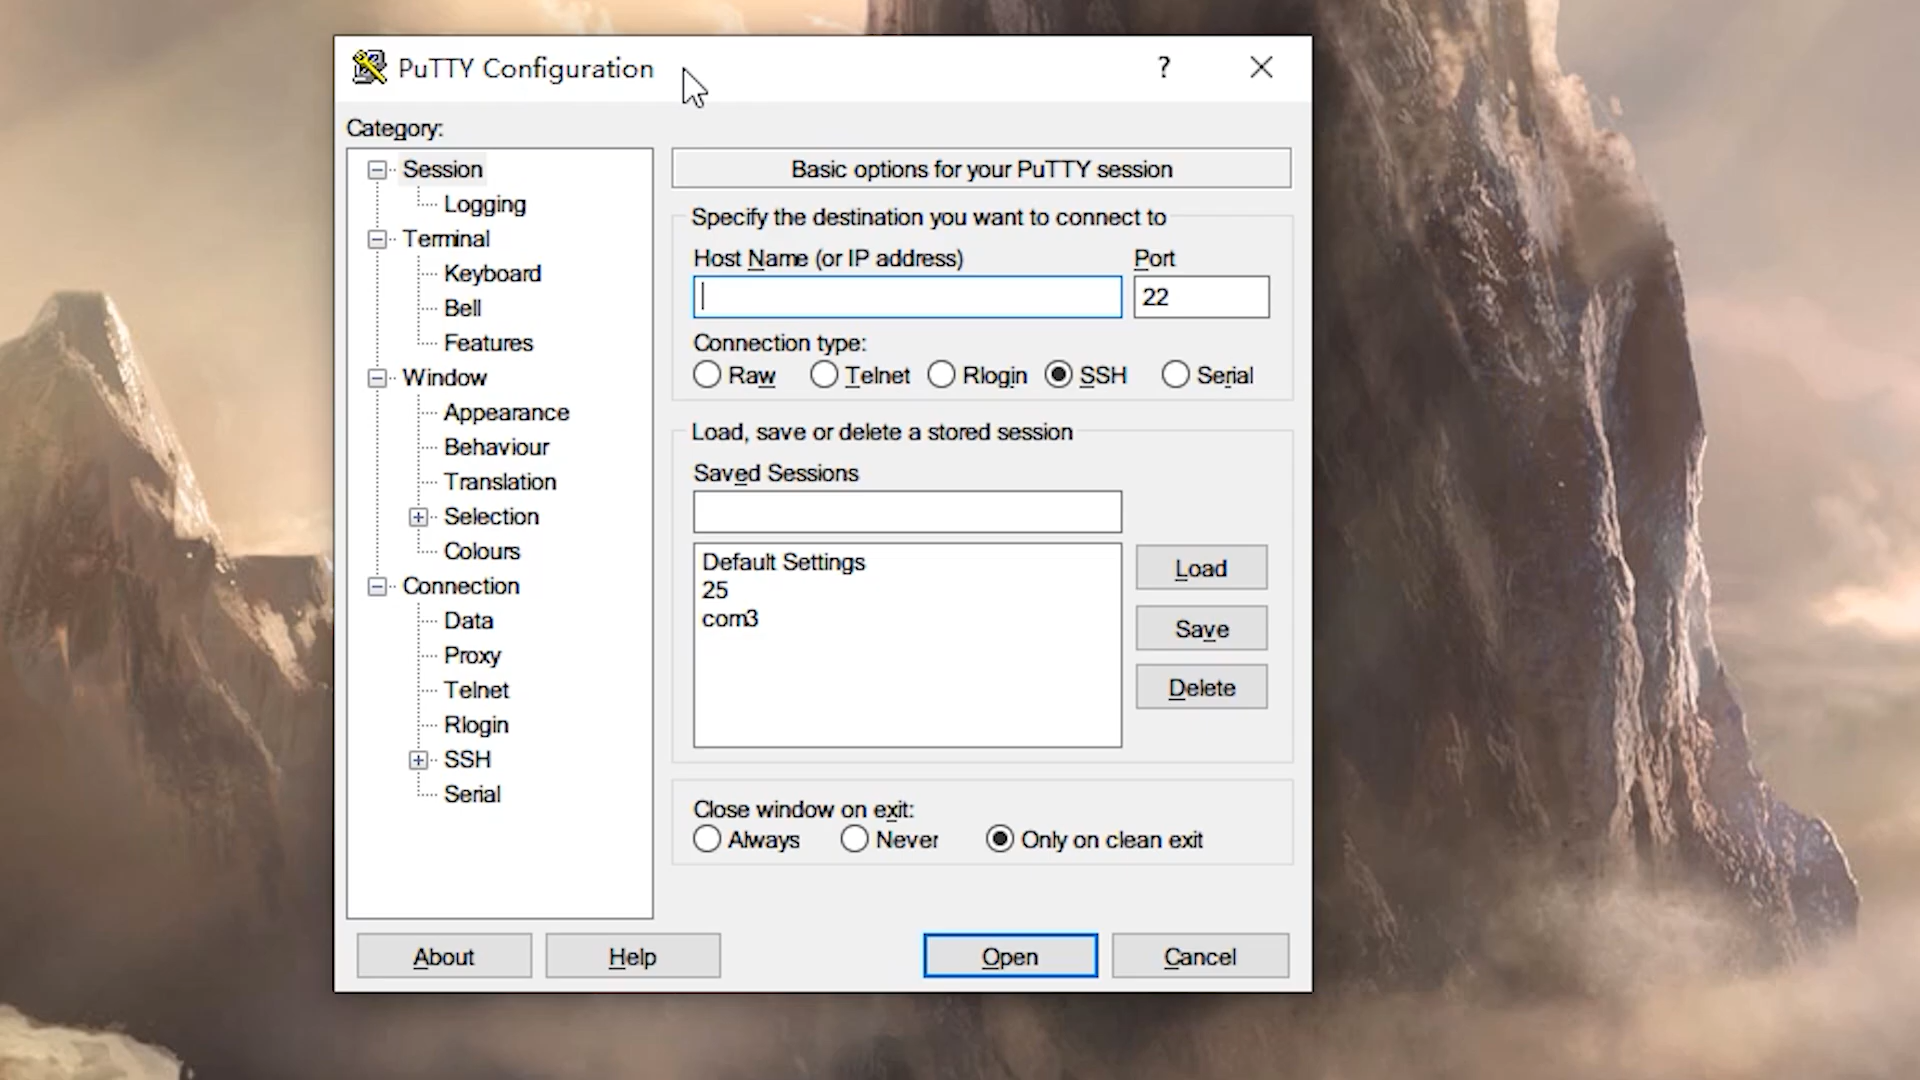 PuTTY Configuration ?
Category:
Session
Logging
Terminal
Keyboard
Bell
Features
Window
Appearance
Behaviour
Translation
Selection
Colours
Connection
Data
Proxy
Telnet
Rlogin
SSH
Serial
Basic options for your PuTTY session
Specify the destination you want to connect to
Host Name (or IP address) Port
22
Connection type:
Raw Telnet Rlogin SSH Serial
Load, save or delete a stored session
Saved Sessions
Default Settings
25
com3
Load
Save
Delete
Close window on exit:
Always Never Only on clean exit
About Help Open Cancel